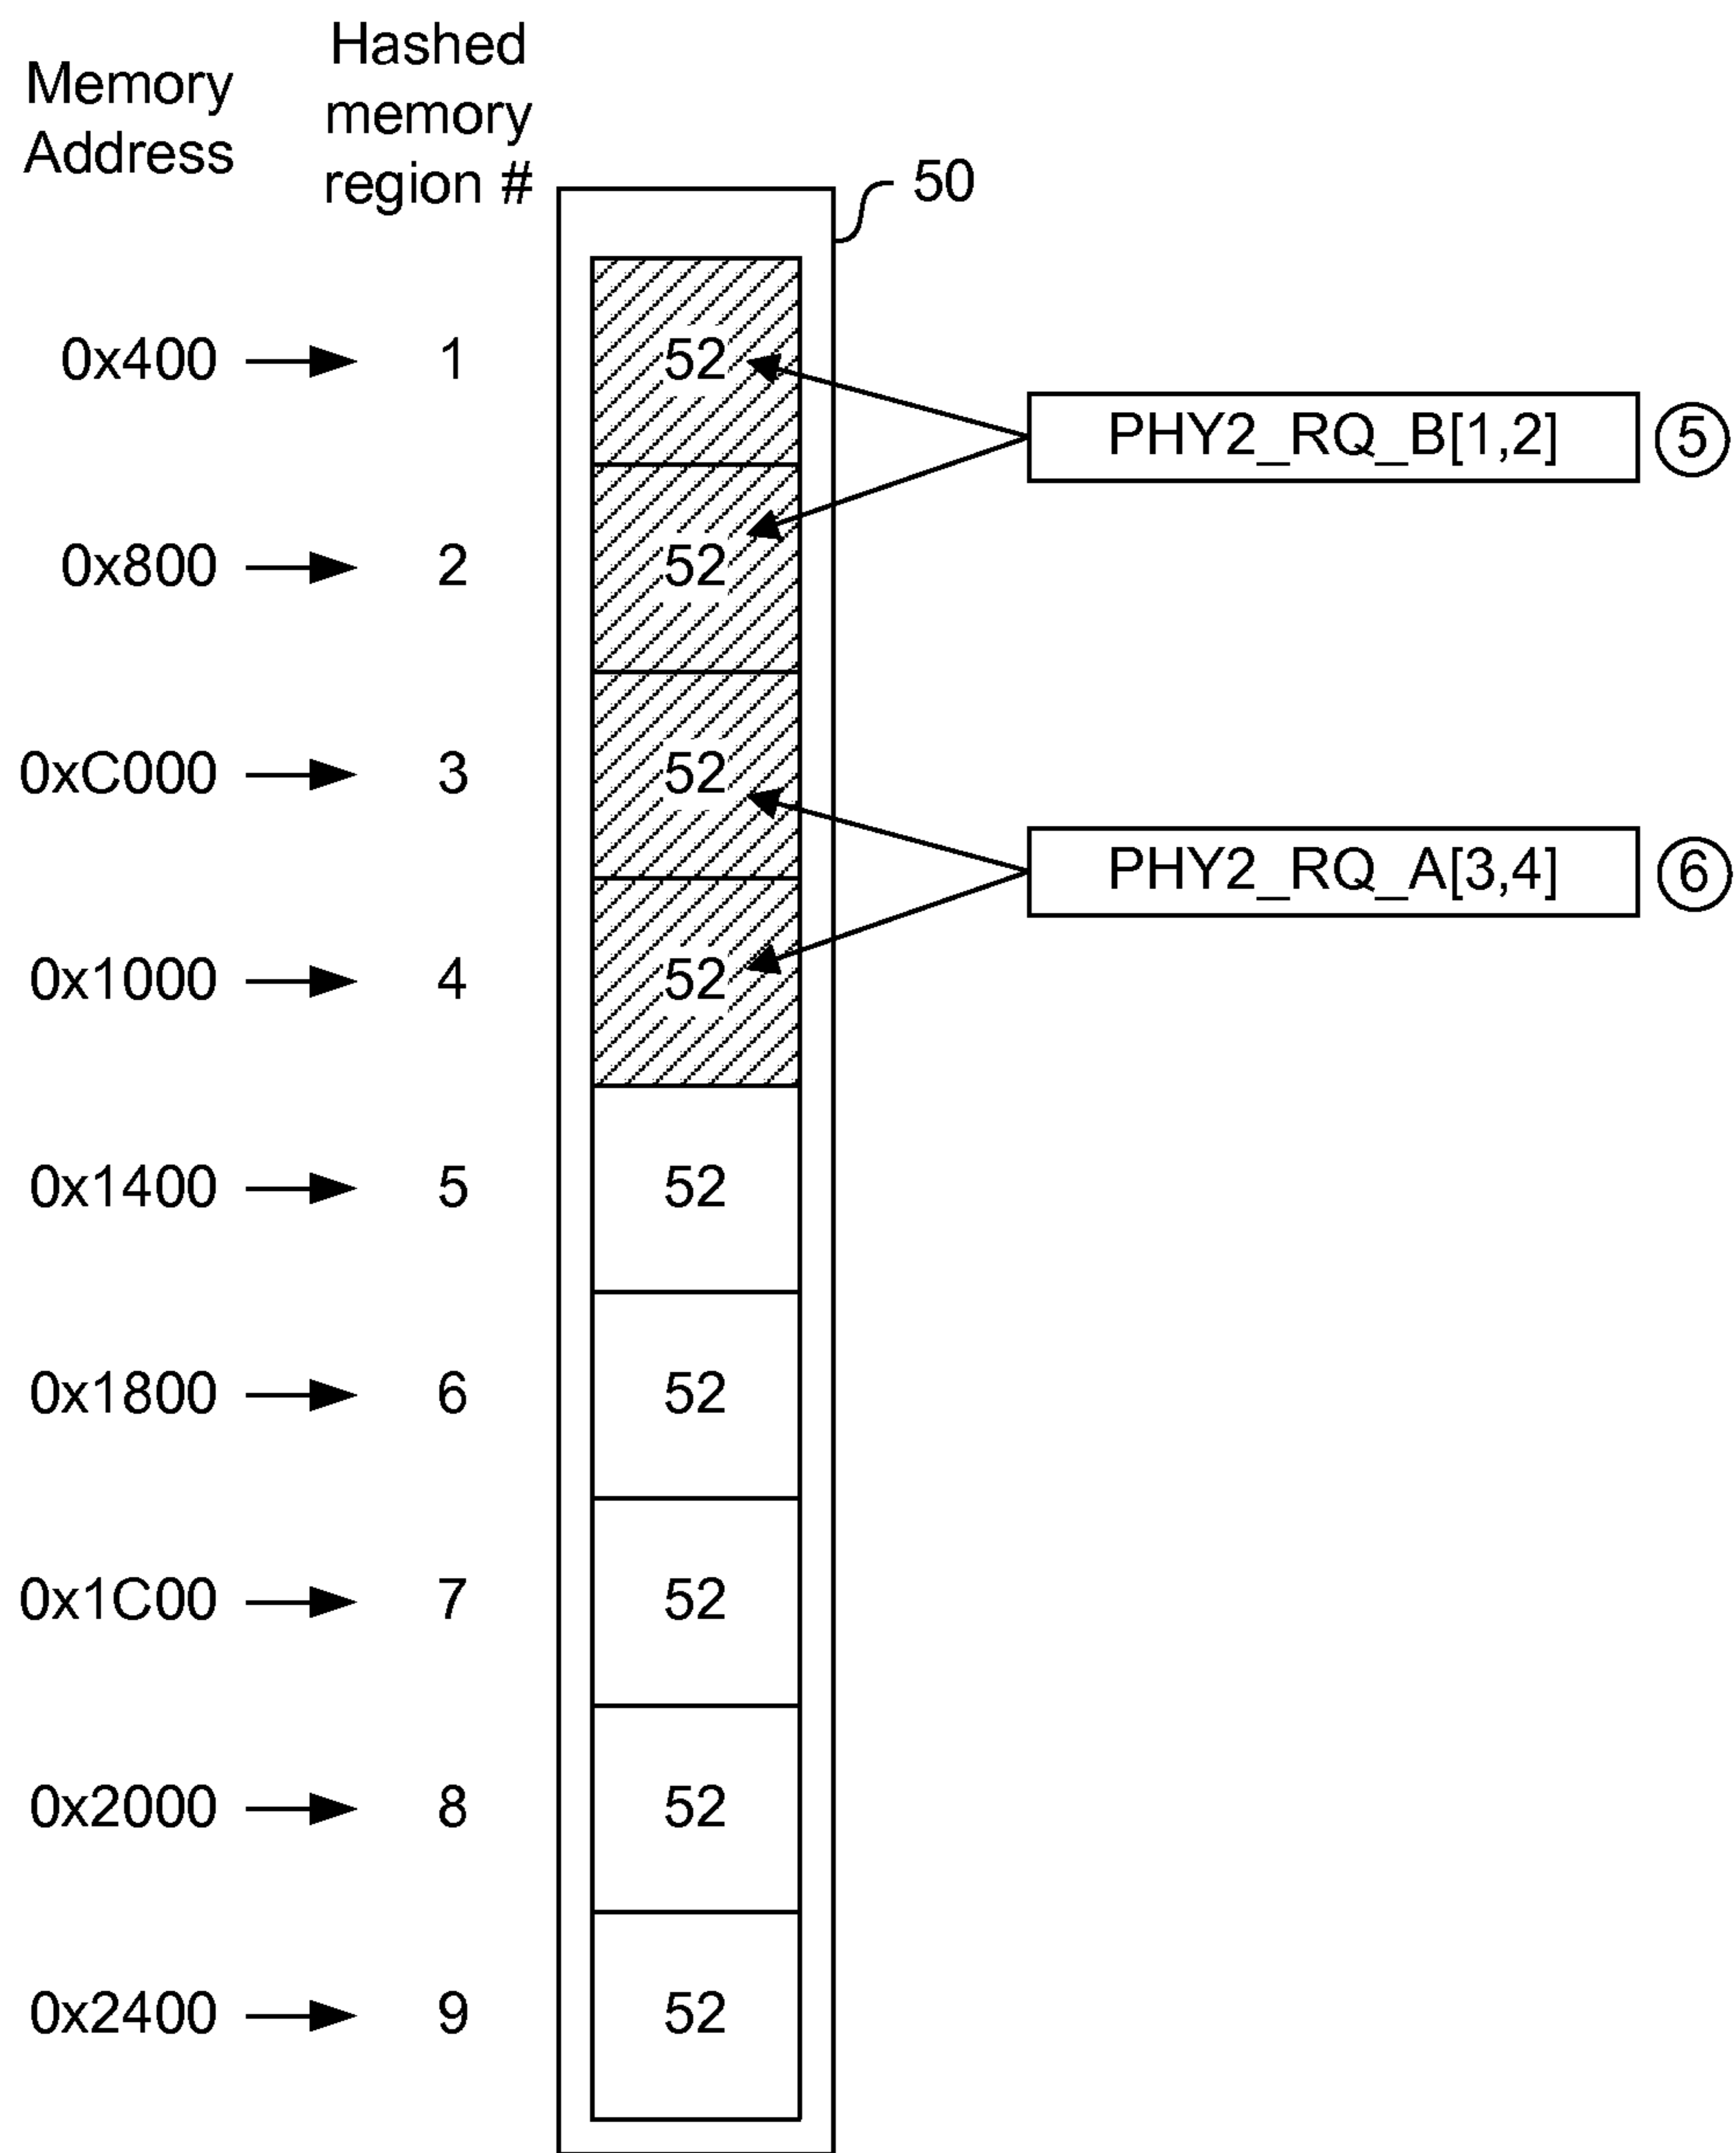 Memory
Address
Hashed
memory
region #
50
0x400 1 52
PHY2_RQ_B[1,2] 5
0x800 2 52
0xC000 3 52
PHY2_RQ_A[3,4] 6
0x1000 4 52
0x1400 5 52
0x1800 6 52
0x1C00 7 52
0x2000 8 52
0x2400 9 52